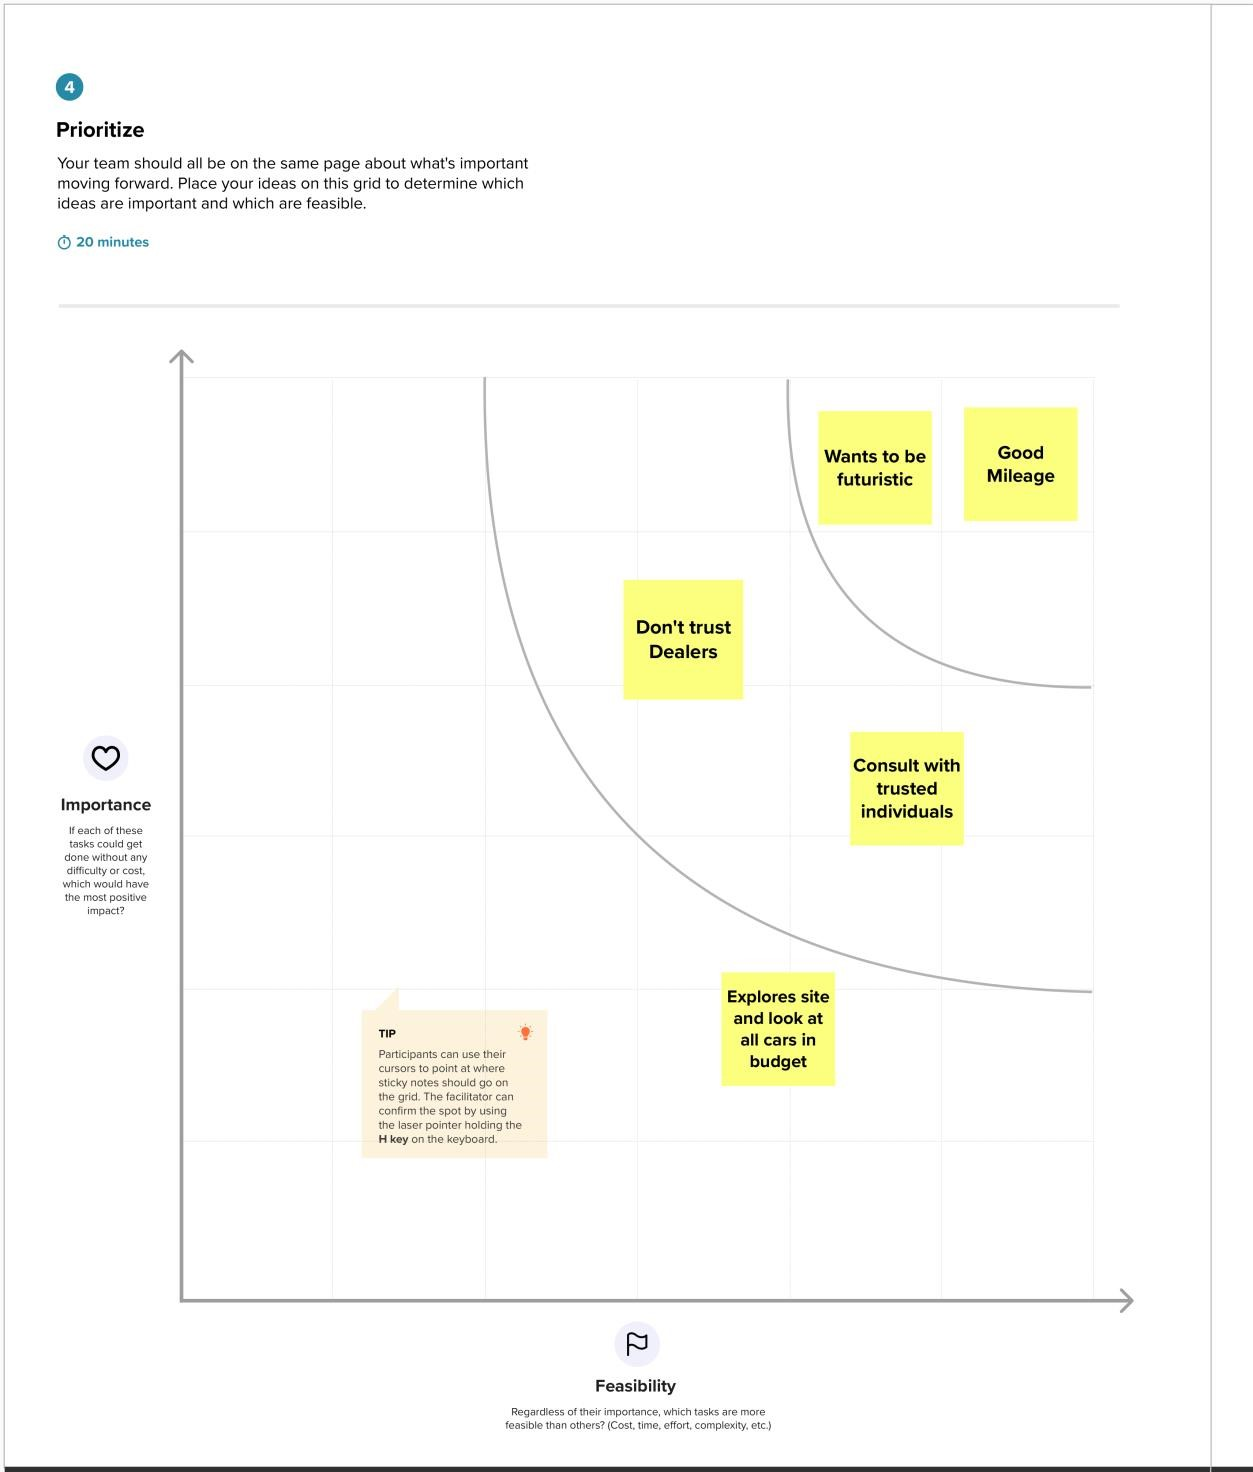 4
Prioritize
Your team should all be on the same page about what's important
moving forward. Place your ideas on this grid to determine which
ideas are important and which are feasible.
20 minutes
Wants to be
futuristic
Good
Mileage
Don't trust
Dealers
Consult with
trusted
individuals
Importance
If each of these
tasks could get
done without any
difficulty or cost,
which would have
the most positive
impact?
Explores site
and look at
all cars in
budget
TIP
Participants can use their
cursors to point at where
sticky notes should go on
the grid. The facilitator can
confirm the spot by using
the laser pointer holding the
H key on the keyboard.
Feasibility
Regardless of their importance, which tasks are more
feasible than others? (Cost, time, effort, complexity, etc.)